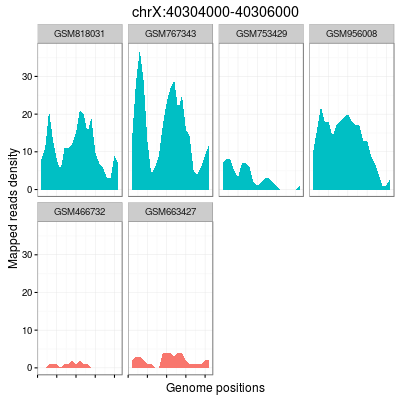 chrX:40304000-40306000
GSM818031 GSM767343 GSM753429 GSM956008
30
20
10
0
GSM466732 GSM663427
30
20
10
0
Mapped reads density
Genome positions